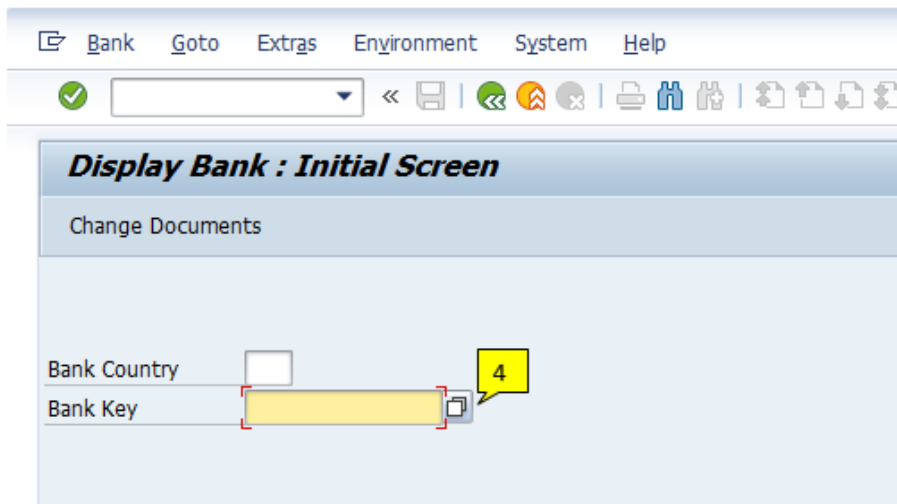 Bank Goto Extras Environment System Help
Display Bank : Initial Screen
Change Documents
Bank Country
4
Bank Key